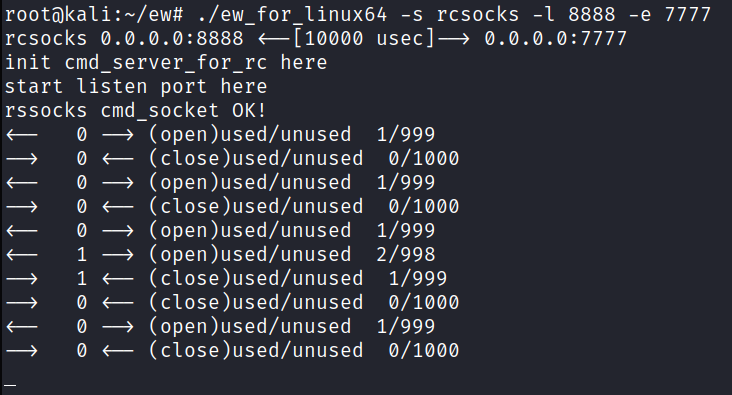 root@kali:~/ew# ./ew_for_linux64 -s rcsocks -l 8888 -e 7777
rcsocks 0.0.0.0:8888 <--[10000 usec]--> 0.0.0.0:7777
init cmd_server_for_rc here
start listen port here
rssocks cmd_socket OK!
<--   0 --> (open)used/unused  1/999
-->   0 <-- (close)used/unused  0/1000
<--   0 --> (open)used/unused  1/999
-->   0 <-- (close)used/unused  0/1000
<--   0 --> (open)used/unused  1/999
<--   1 --> (open)used/unused  2/998
-->   1 <-- (close)used/unused  1/999
-->   0 <-- (close)used/unused  0/1000
<--   0 --> (open)used/unused  1/999
-->   0 <-- (close)used/unused  0/1000